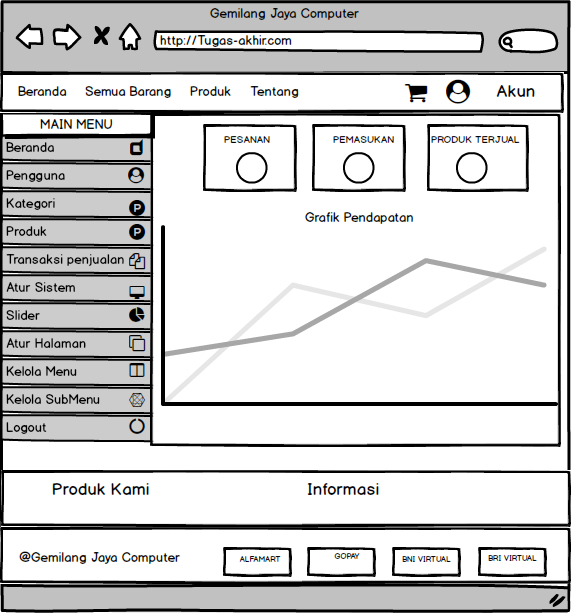 Gemilang Jaya Computer
http://Tugas-akhir.com
Beranda Semua Barang Produk Tentang Akun
MAIN MENU
Beranda
Pengguna
Kategori P
Produk P
Transaksi penjualan
Atur Sistem
Slider
Atur Halaman
Kelola Menu
Kelola SubMenu
Logout
PESANAN PEMASUKAN PRODUK TERJUAL
Grafik Pendapatan
Produk Kami Informasi
@Gemilang Jaya Computer ALFAMART GOPAY BNI VIRTUAL BRI VIRTUAL